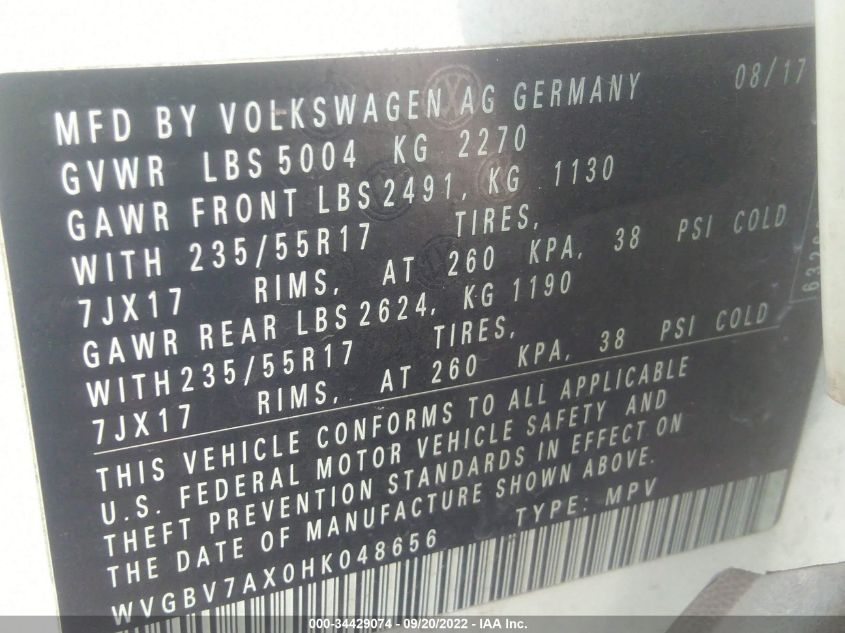 MFD BY VOLKSWAGEN AG GERMANY 08/17
GVWR LBS 5004 KG 2270
GAWR FRONT LBS 2491, KG 1130
WITH 235/55R17 TIRES,
7JX17 RIMS, AT 260 KPA, 38 PSI COLD
GAWR REAR LBS 2624, KG 1190
WITH 235/55R17 TIRES,
7JX17 RIMS, AT 260 KPA, 38 PSI COLD
THIS VEHICLE CONFORMS TO ALL APPLICABLE
U.S. FEDERAL MOTOR VEHICLE SAFETY AND
THEFT PREVENTION STANDARDS IN EFFECT ON
THE DATE OF MANUFACTURE SHOWN ABOVE.
WVGBV7AX0HK048656 TYPE: MPV
000-34429074 - 09/20/2022 - IAA Inc.